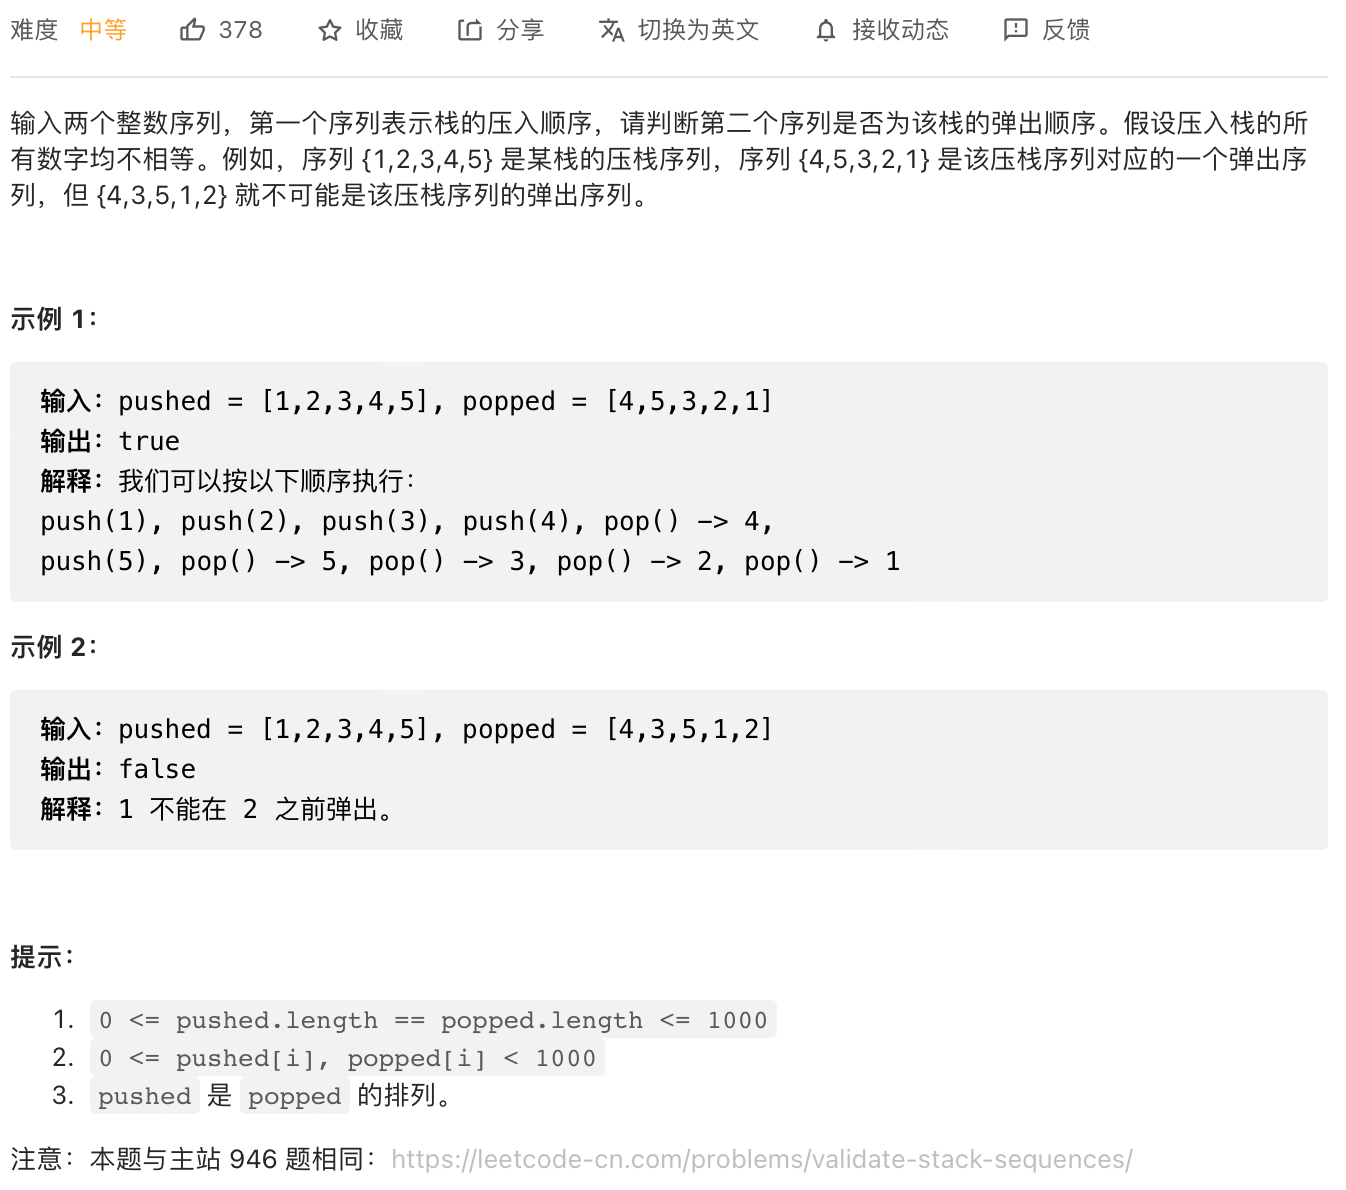 难度 中等 378 收藏 分享 切换为英文 接收动态 反馈
输入两个整数序列，第一个序列表示栈的压入顺序，请判断第二个序列是否为该栈的弹出顺序。假设压入栈的所
有数字均不相等。例如，序列 {1,2,3,4,5} 是某栈的压栈序列，序列 {4,5,3,2,1} 是该压栈序列对应的一个弹出序
列，但 {4,3,5,1,2} 就不可能是该压栈序列的弹出序列。
示例 1：
输入：pushed = [1,2,3,4,5], popped = [4,5,3,2,1]
输出：true
解释：我们可以按以下顺序执行：
push(1), push(2), push(3), push(4), pop() -> 4,
push(5), pop() -> 5, pop() -> 3, pop() -> 2, pop() -> 1
示例 2：
输入：pushed = [1,2,3,4,5], popped = [4,3,5,1,2]
输出：false
解释：1 不能在 2 之前弹出。
提示：
1. 0 <= pushed.length == popped.length <= 1000
2. 0 <= pushed[i], popped[i] < 1000
3. pushed 是 popped 的排列。
注意：本题与主站 946 题相同：https://leetcode-cn.com/problems/validate-stack-sequences/